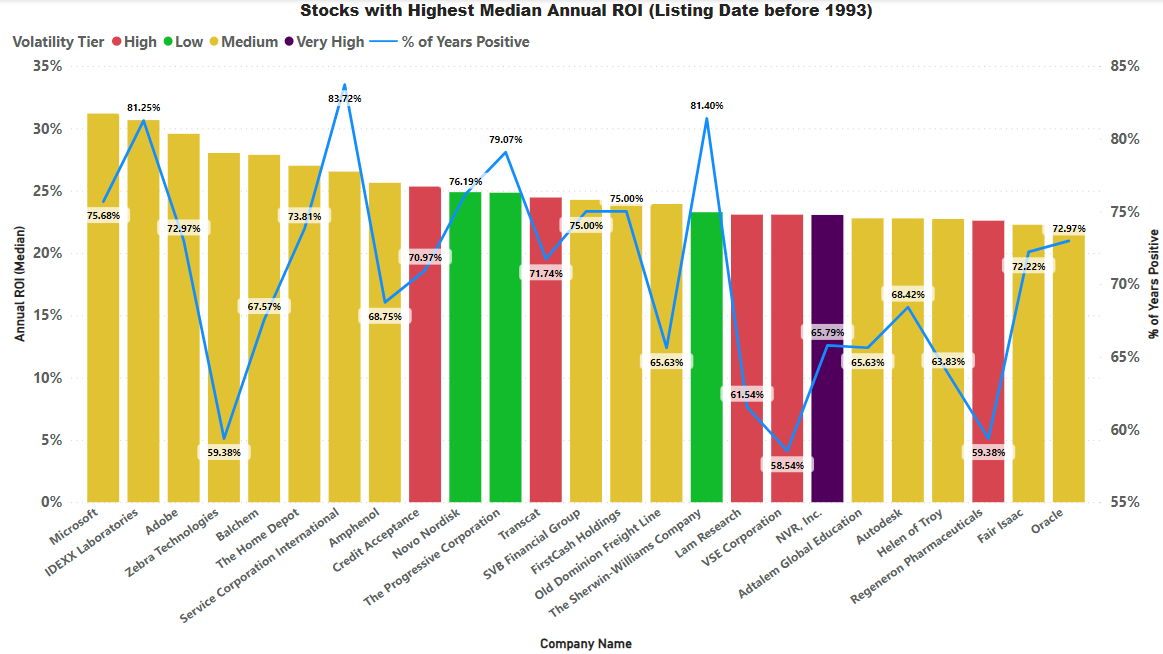 Stocks with Highest Median Annual ROI (Listing Date before 1993)
Volatility Tier High Low Medium Very High % of Years Positive
35%
30%
25%
20%
15%
10%
5%
0%
Annual ROI (Median)
85%
80%
75%
70%
65%
60%
55%
% of Years Positive
75.68%
81.25%
72.97%
59.38%
67.57%
73.81%
83.72%
68.75%
70.97%
76.19%
79.07%
71.74%
75.00%
75.00%
65.63%
81.40%
61.54%
58.54%
65.79%
65.63%
68.42%
63.83%
59.38%
72.22%
72.97%
Microsoft
IDEXX Laboratories
Adobe
Zebra Technologies
Balchem
The Home Depot
Service Corporation International
Amphenol
Credit Acceptance
Novo Nordisk
The Progressive Corporation
Transcat
SVB Financial Group
FirstCash Holdings
Old Dominion Freight Line
The Sherwin-Williams Company
Lam Research
VSE Corporation
NVR, Inc.
Adtalem Global Education
Autodesk
Helen of Troy
Regeneron Pharmaceuticals
Fair Isaac
Oracle
Company Name